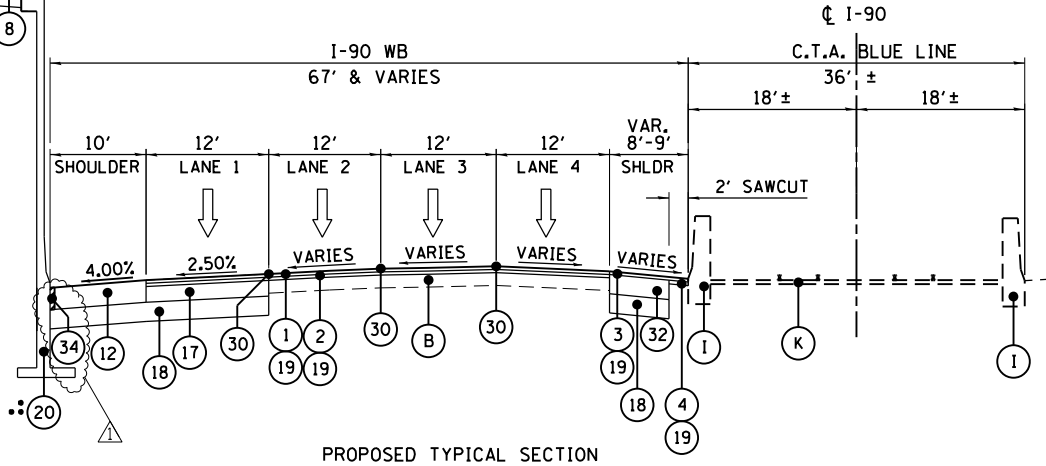 8
℄ I-90
I-90 WB
67' & VARIES
C.T.A. BLUE LINE
36' ±
18'±
18'±
10'
SHOULDER
12'
LANE 1
12'
LANE 2
12'
LANE 3
12'
LANE 4
VAR.
8'-9'
SHLDR
2' SAWCUT
4.00%
2.50%
VARIES
VARIES
VARIES
VARIES
34
12
18
17
30
1
19
2
19
30
B
30
3
19
32
18
4
19
I
K
I
20
1
PROPOSED TYPICAL SECTION